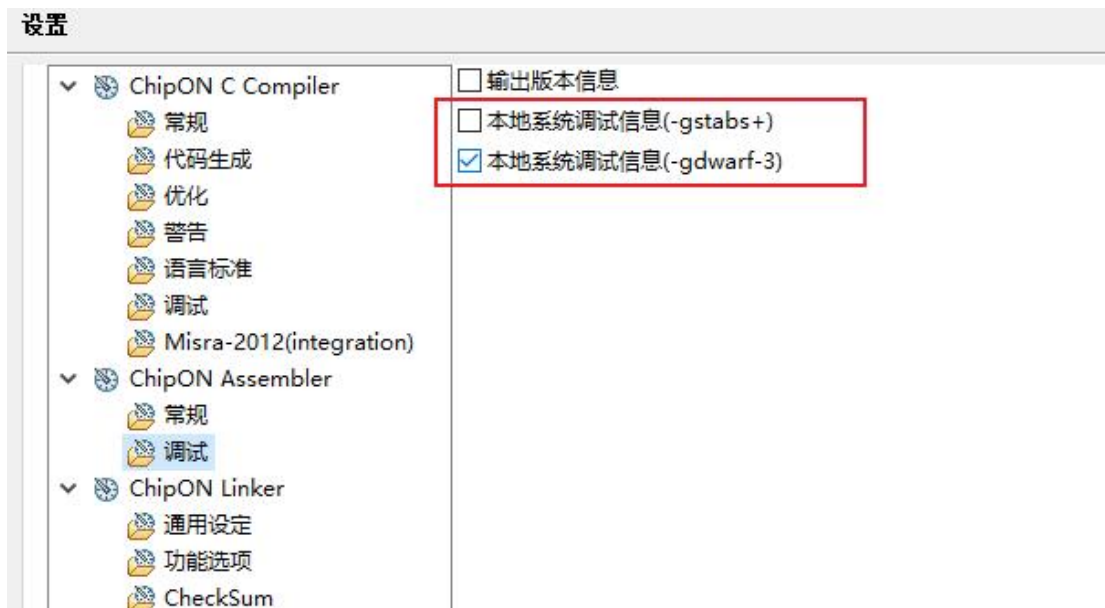 设置
ChipON C Compiler
常规
代码生成
优化
警告
语言标准
调试
Misra-2012(integration)
ChipON Assembler
常规
调试
ChipON Linker
通用设定
功能选项
CheckSum
输出版本信息
本地系统调试信息(-gstabs+)
本地系统调试信息(-gdwarf-3)